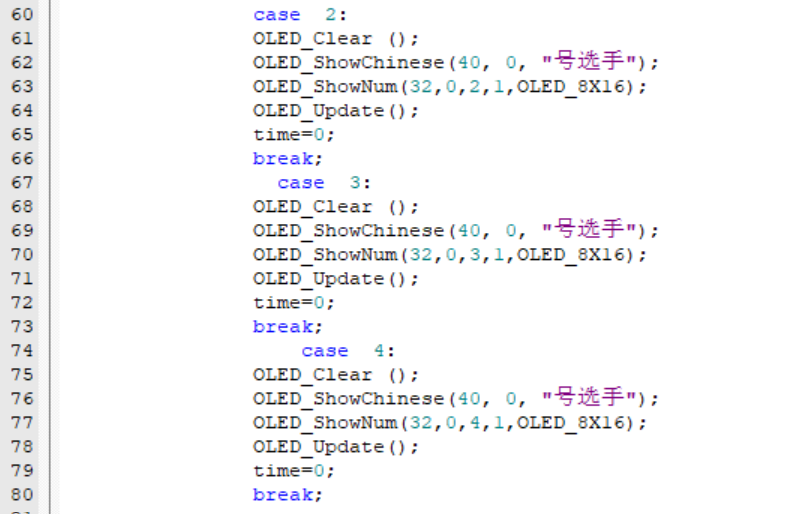 60 case 2:
61 OLED_Clear ();
62 OLED_ShowChinese(40, 0, "号选手");
63 OLED_ShowNum(32,0,2,1,OLED_8X16);
64 OLED_Update();
65 time=0;
66 break;
67 case 3:
68 OLED_Clear ();
69 OLED_ShowChinese(40, 0, "号选手");
70 OLED_ShowNum(32,0,3,1,OLED_8X16);
71 OLED_Update();
72 time=0;
73 break;
74 case 4:
75 OLED_Clear ();
76 OLED_ShowChinese(40, 0, "号选手");
77 OLED_ShowNum(32,0,4,1,OLED_8X16);
78 OLED_Update();
79 time=0;
80 break;